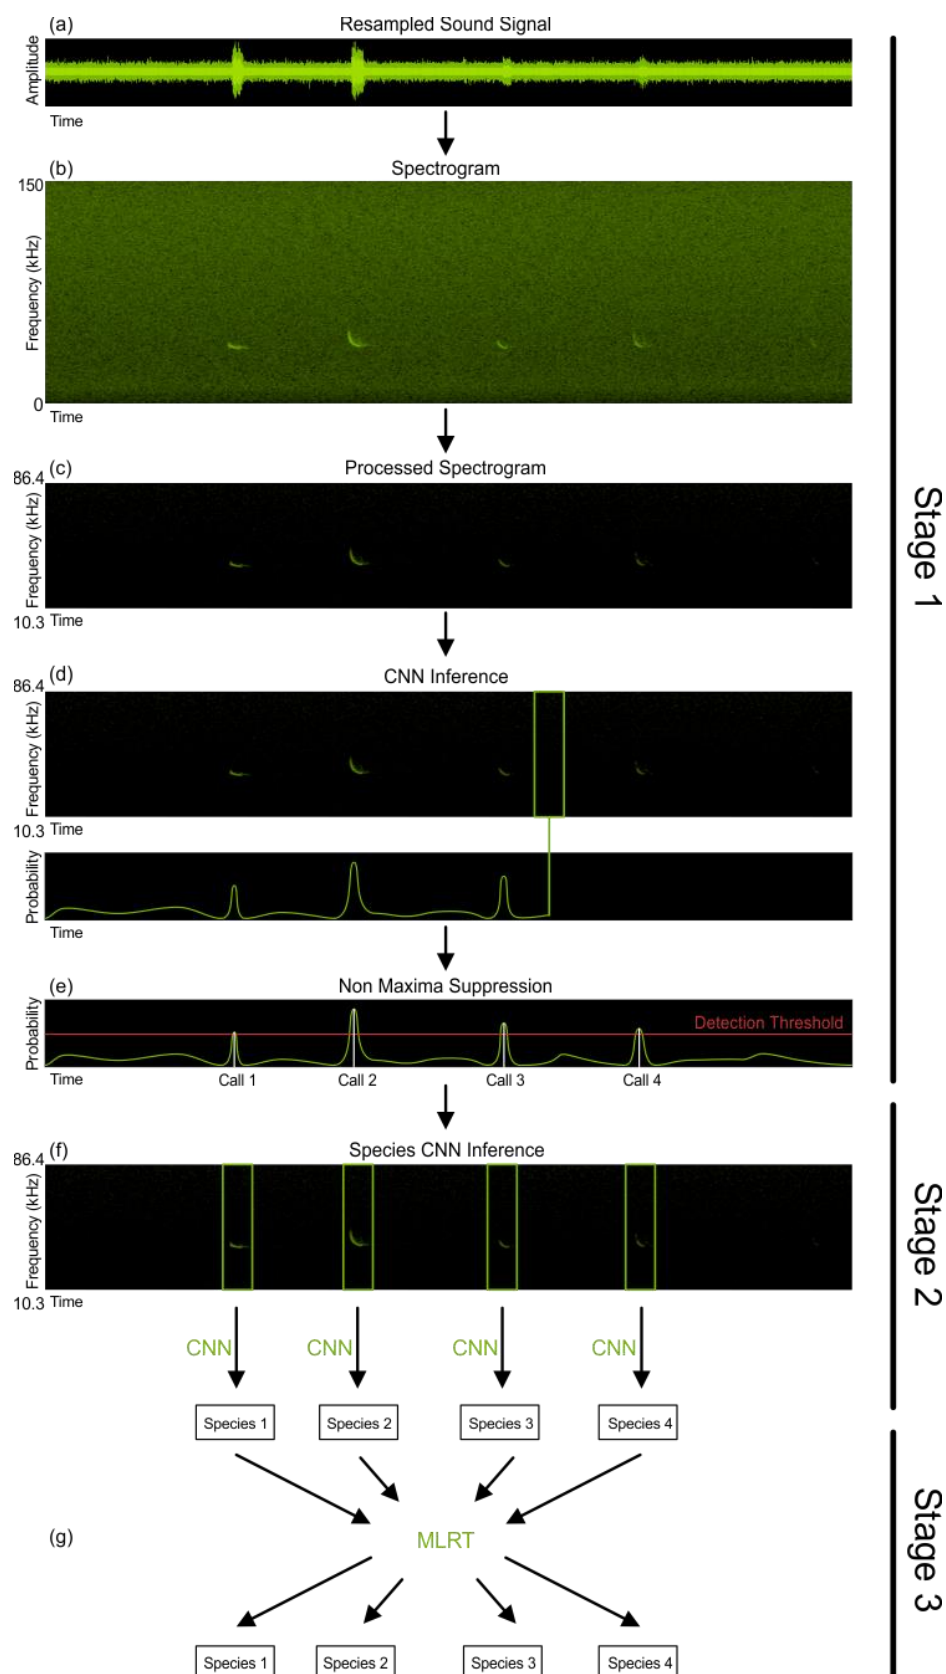 (a)
Resampled Sound Signal
Amplitude
Time
(b)
Spectrogram
150
Frequency (kHz)
0
Time
(c)
Processed Spectrogram
86.4
Frequency (kHz)
10.3 Time
(d)
CNN Inference
86.4
Frequency (kHz)
10.3 Time
Probability
Time
(e)
Non Maxima Suppression
Probability
Detection Threshold
Time Call 1 Call 2 Call 3 Call 4
Stage 1
(f)
Species CNN Inference
86.4
Frequency (kHz)
10.3 Time
CNN CNN CNN CNN
Species 1 Species 2 Species 3 Species 4
Stage 2
(g)
MLRT
Species 1 Species 2 Species 3 Species 4
Stage 3